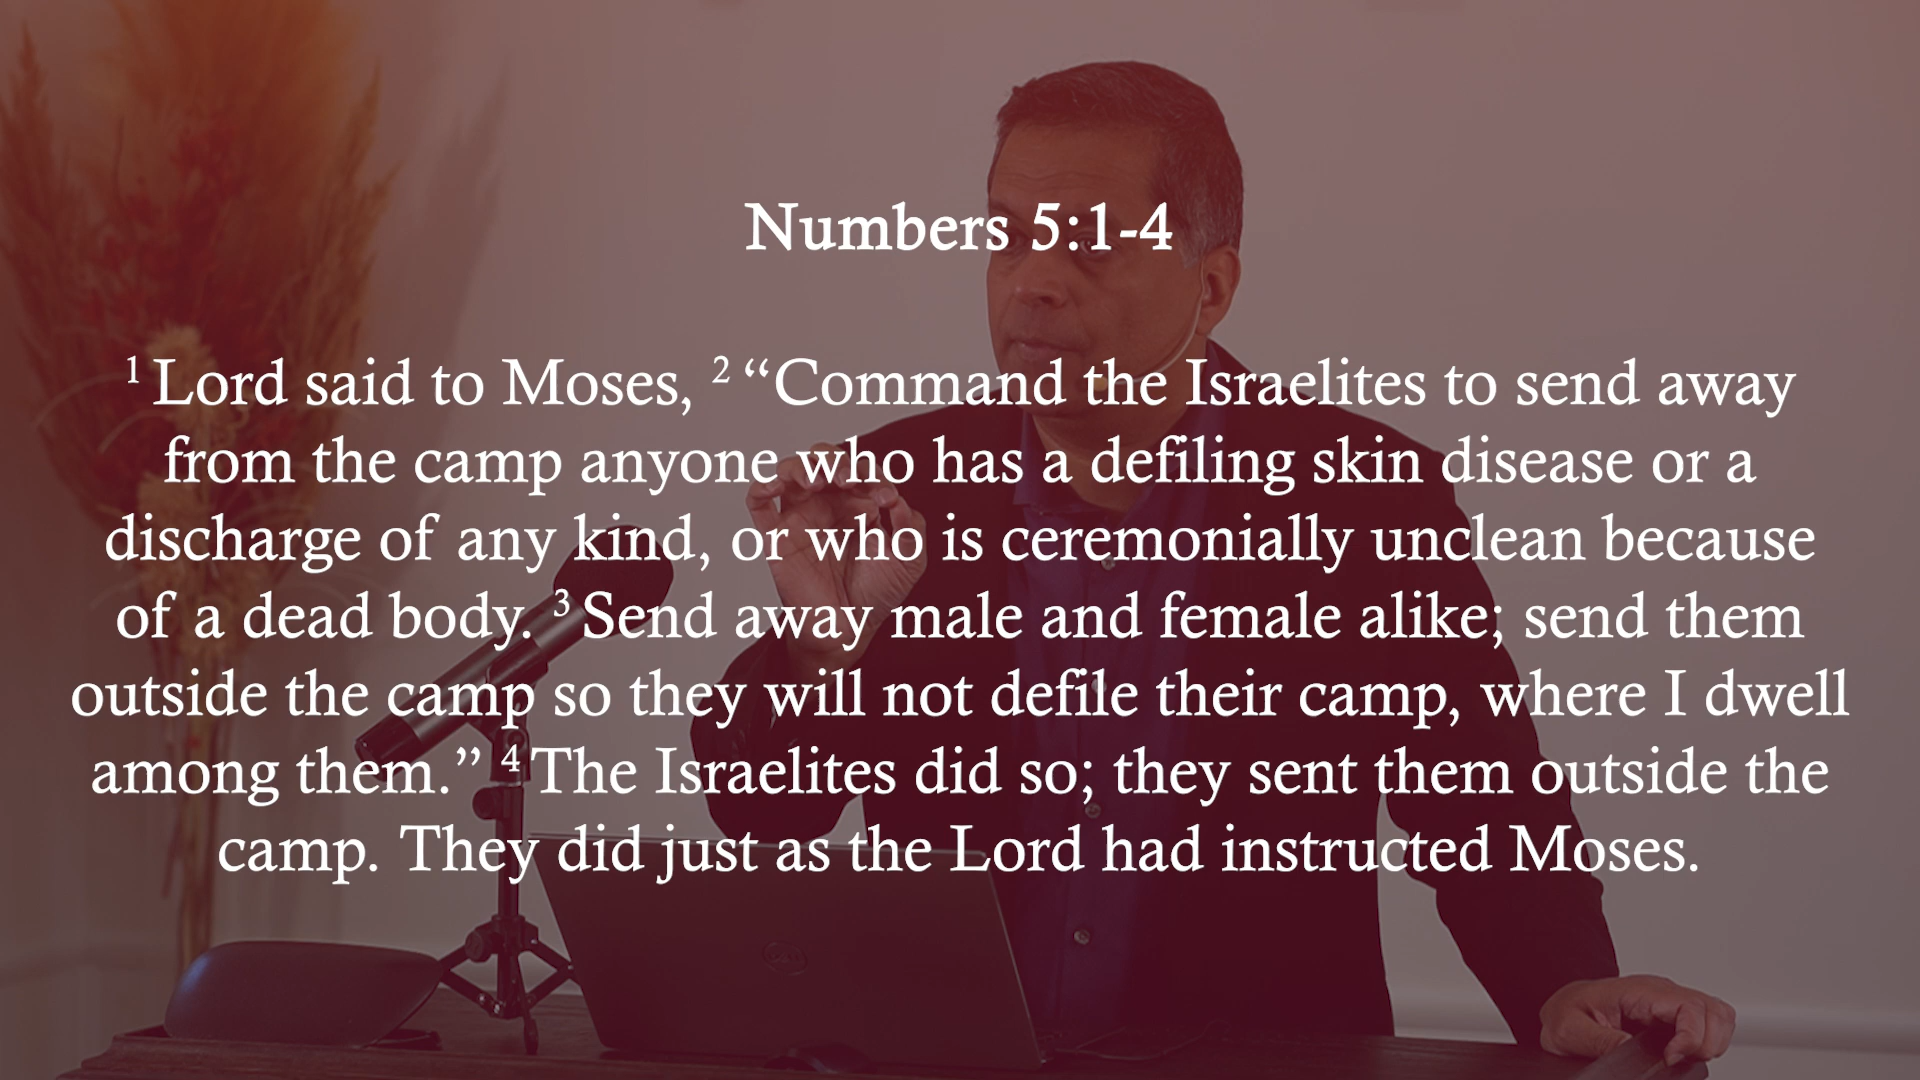 Numbers 5:1-4
1 Lord said to Moses, 2 “Command the Israelites to send away
from the camp anyone who has a defiling skin disease or a
discharge of any kind, or who is ceremonially unclean because
of a dead body. 3 Send away male and female alike; send them
outside the camp so they will not defile their camp, where I dwell
among them.” 4 The Israelites did so; they sent them outside the
camp. They did just as the Lord had instructed Moses.